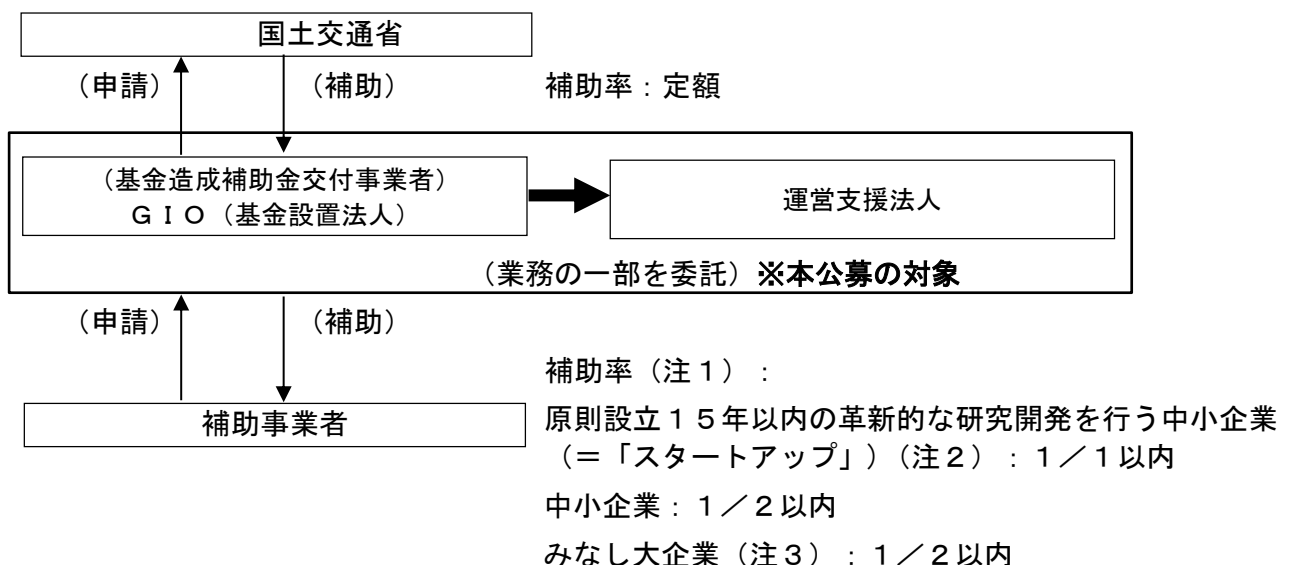 国土交通省
（申請）
（補助）
補助率：定額
（基金造成補助金交付事業者）
ＧＩＯ（基金設置法人）
運営支援法人
（業務の一部を委託）※本公募の対象
（申請）
（補助）
補助事業者
補助率（注１）：
原則設立１５年以内の革新的な研究開発を行う中小企業
（＝「スタートアップ」）（注２）：１／１以内
中小企業：１／２以内
みなし大企業（注３）：１／２以内